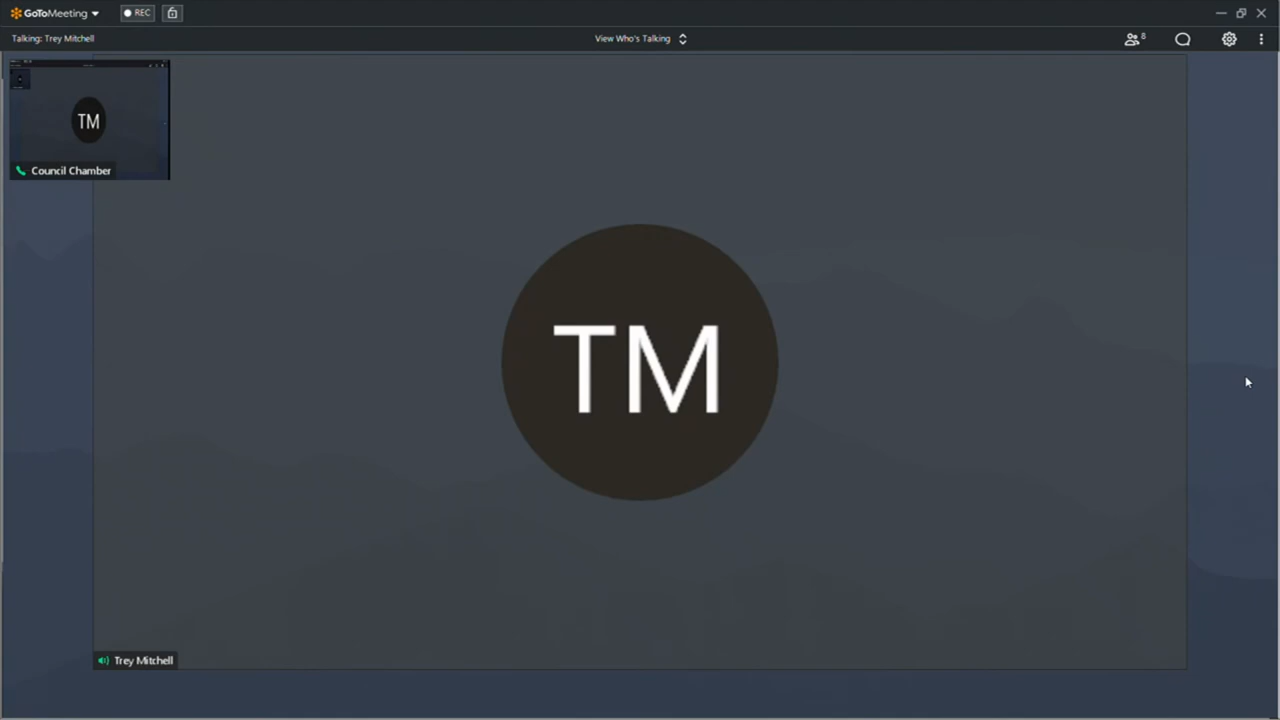 GoToMeeting
REC
Talking: Trey Mitchell
View Who's Talking
8
TM
Council Chamber
TM
Trey Mitchell